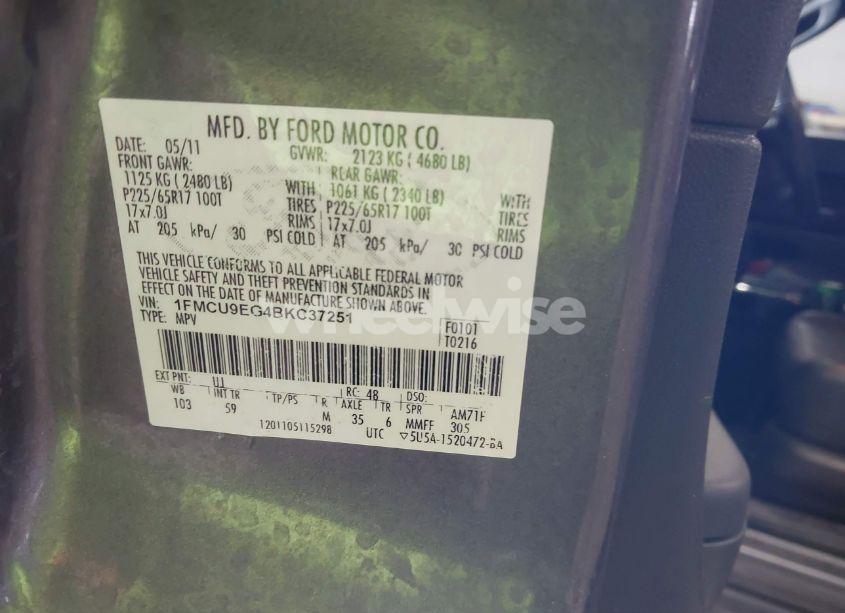 MFD. BY FORD MOTOR CO.
DATE: 05/11 GVWR: 2123 KG ( 4680 LB)
FRONT GAWR: REAR GAWR:
1125 KG ( 2480 LB) WITH 1061 KG ( 2340 LB) WITH
P225/65R17 100T TIRES P225/65R17 100T TIRES
17x7.0J RIMS 17x7.0J RIMS
AT 205 kPa/ 30 PSI COLD AT 205 kPa/ 30 PSI COLD
THIS VEHICLE CONFORMS TO ALL APPLICABLE FEDERAL MOTOR
VEHICLE SAFETY AND THEFT PREVENTION STANDARDS IN
EFFECT ON THE DATE OF MANUFACTURE SHOWN ABOVE.
VIN: 1FMCU9EG4BKC37251 F0101
TYPE: MPV T0216
wheelwise
EXT PNT: UJ RC: 48 DSO:
WB INT TR TP/PS R AXLE TR SPR AM71F
103 59 M 35 6 MMFF 305
1201105115298 UTC ▽5U5A-1520472-BA